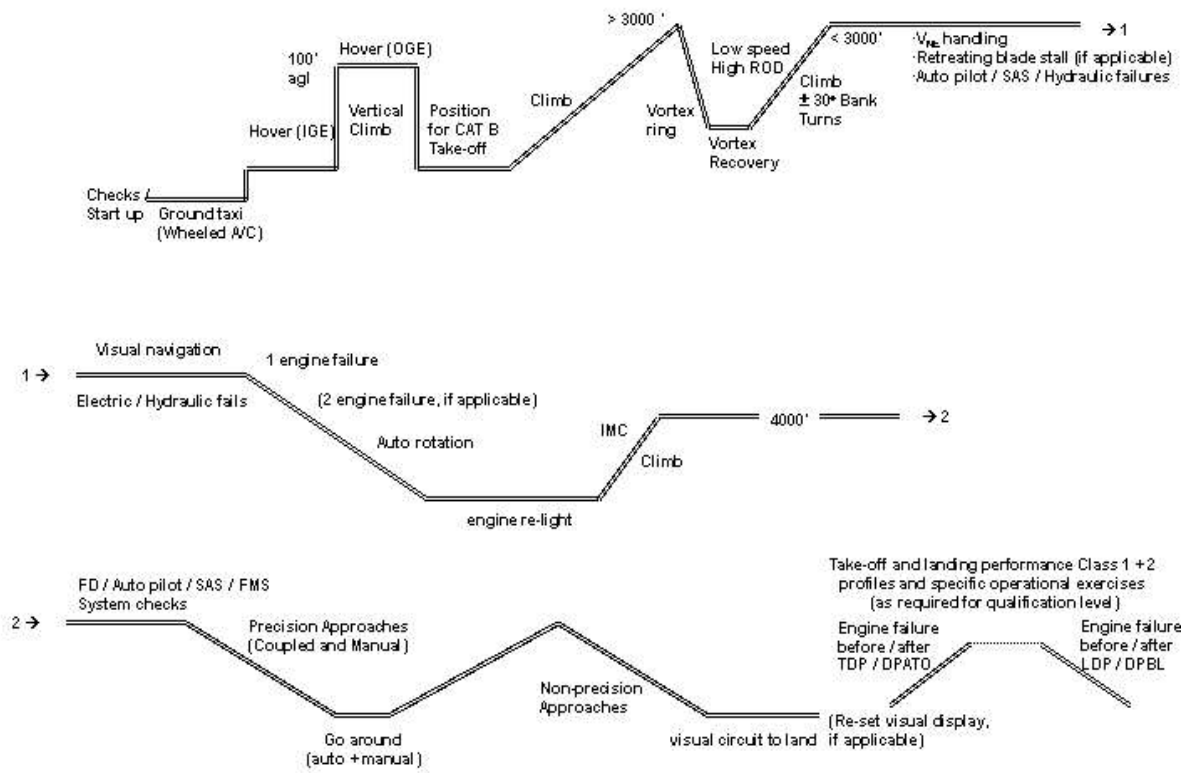 > 3000 '
Hover (OGE)
100'
agl
Low speed
High ROD
< 3000'
·VNE handling
·Retreating blade stall (if applicable)
·Auto pilot / SAS / Hydraulic failures
→ 1
Climb
Climb
± 30° Bank
Turns
Vertical
Climb
Position
for CAT B
Take-off
Vortex
ring
Hover (IGE)
Vortex
Recovery
Checks /
Start up
Ground taxi
(Wheeled A/C)
Visual navigation
1 engine failure
1 →
Electric / Hydraulic fails
(2 engine failure, if applicable)
Auto rotation
IMC
Climb
4000'
→ 2
engine re-light
FD / Auto pilot / SAS / FMS
System checks
2 →
Precision Approaches
(Coupled and Manual)
Go around
(auto + manual)
Non-precision
Approaches
visual circuit to land
Take-off and landing performance Class 1 + 2
profiles and specific operational exercises
(as required for qualification level)
Engine failure
before / after
TDP / DPATO
Engine failure
before / after
LDP / DPBL
(Re-set visual display,
if applicable)